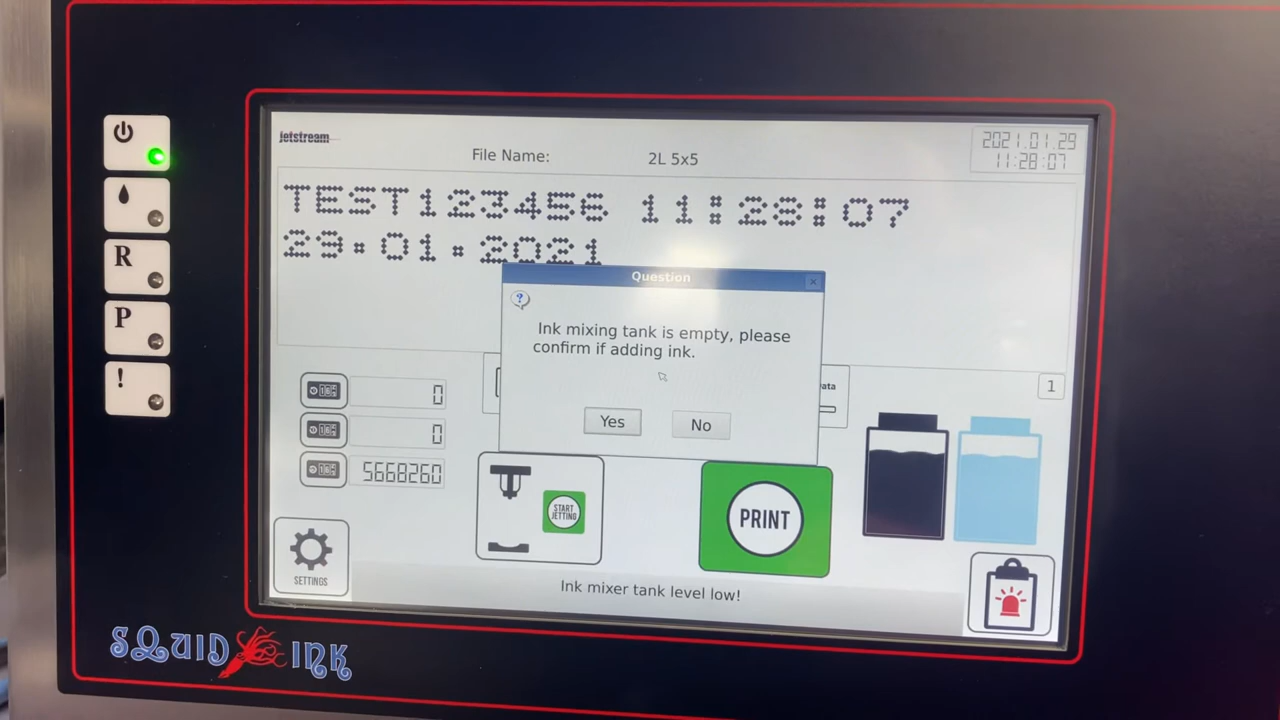 jetstream
File Name: 2L 5x5
2021.01.29
11:28:07
TEST123456 11:28:07
29.01.2021
Question
?
Ink mixing tank is empty, please
confirm if adding ink.
Yes No
ata
1
0
0
5668260
START
JETTING
PRINT
SETTINGS
Ink mixer tank level low!
R
P
!
SQUID INK